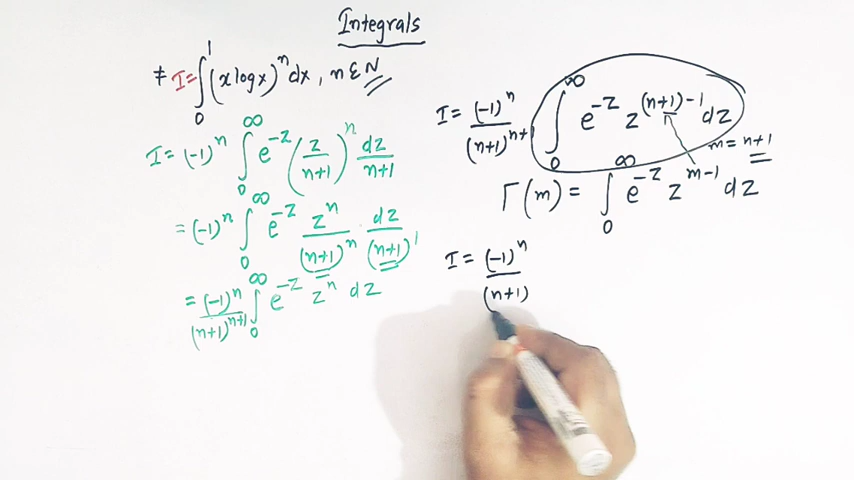 Integrals
≠ I = ∫₀¹ (x log x)ⁿ dx , n ε N
I = (-1)ⁿ ∫₀^∞ e^{-z} (z/(n+1))ⁿ dz/(n+1)
= (-1)ⁿ ∫₀^∞ e^{-z} zⁿ/(n+1)ⁿ · dz/(n+1)¹
= (-1)ⁿ/(n+1)^{n+1} ∫₀^∞ e^{-z} zⁿ dz
I = (-1)ⁿ/(n+1)^{n+1} ∫₀^∞ e^{-z} z^{(n+1)-1} dz
m = n+1
Γ(m) = ∫₀^∞ e^{-z} z^{m-1} dz
I = (-1)ⁿ/(n+1)